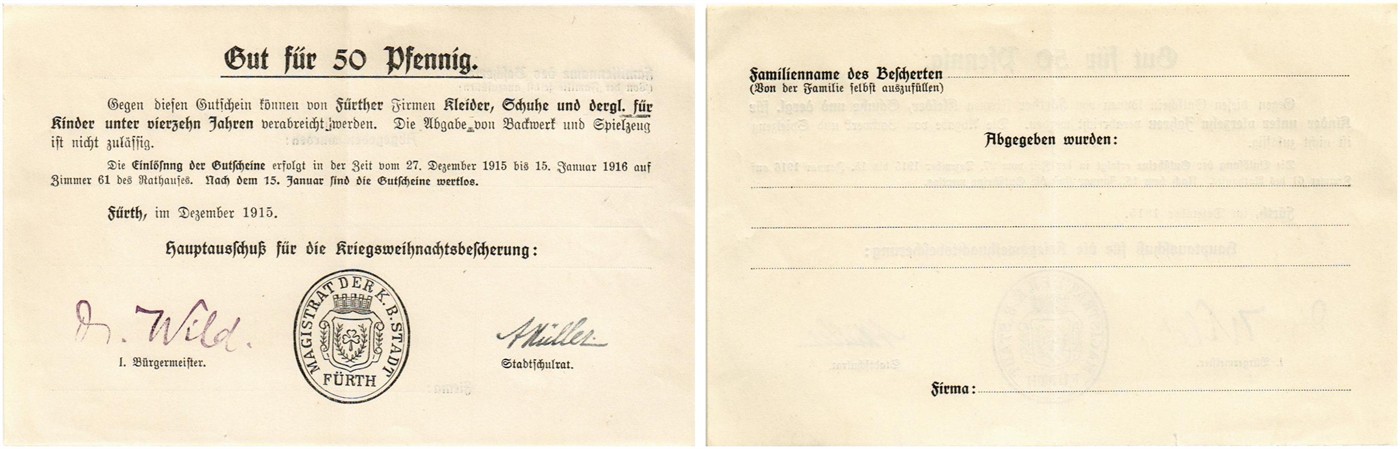 Gut für 50 Pfennig.
Gegen diesen Gutschein können von Fürther Firmen Kleider, Schuhe und dergl. für
Kinder unter vierzehn Jahren verabreicht werden. Die Abgabe von Backwerk und Spielzeug
ist nicht zulässig.
Die Einlösnng der Gutscheine erfolgt in der Zeit vom 27. Dezember 1915 bis 15. Januar 1916 auf
Zimmer 61 des Rathauses. Nach dem 15. Januar sind die Gutscheine wertlos.
Fürth, im Dezember 1915.
Hauptausschuß für die Kriegsweihnachtsbescherung:
Dr. Wild.
I. Bürgermeister.
MAGISTRAT DER K. B. STADT
FÜRTH
AMüller
Stadtschulrat.
Familienname des Bescherten
(Von der Familie selbst auszufüllen)
Abgegeben wurden:
Firma: